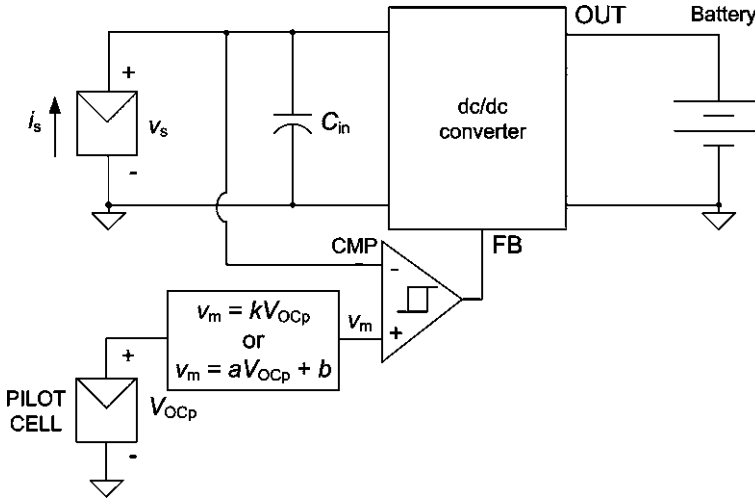 OUT
Battery
+
i_s
v_s
-
C_in
dc/dc
converter
CMP
FB
-
+
v_m = kV_OCp
or
v_m = aV_OCp + b
v_m
+
PILOT
CELL
V_OCp
-